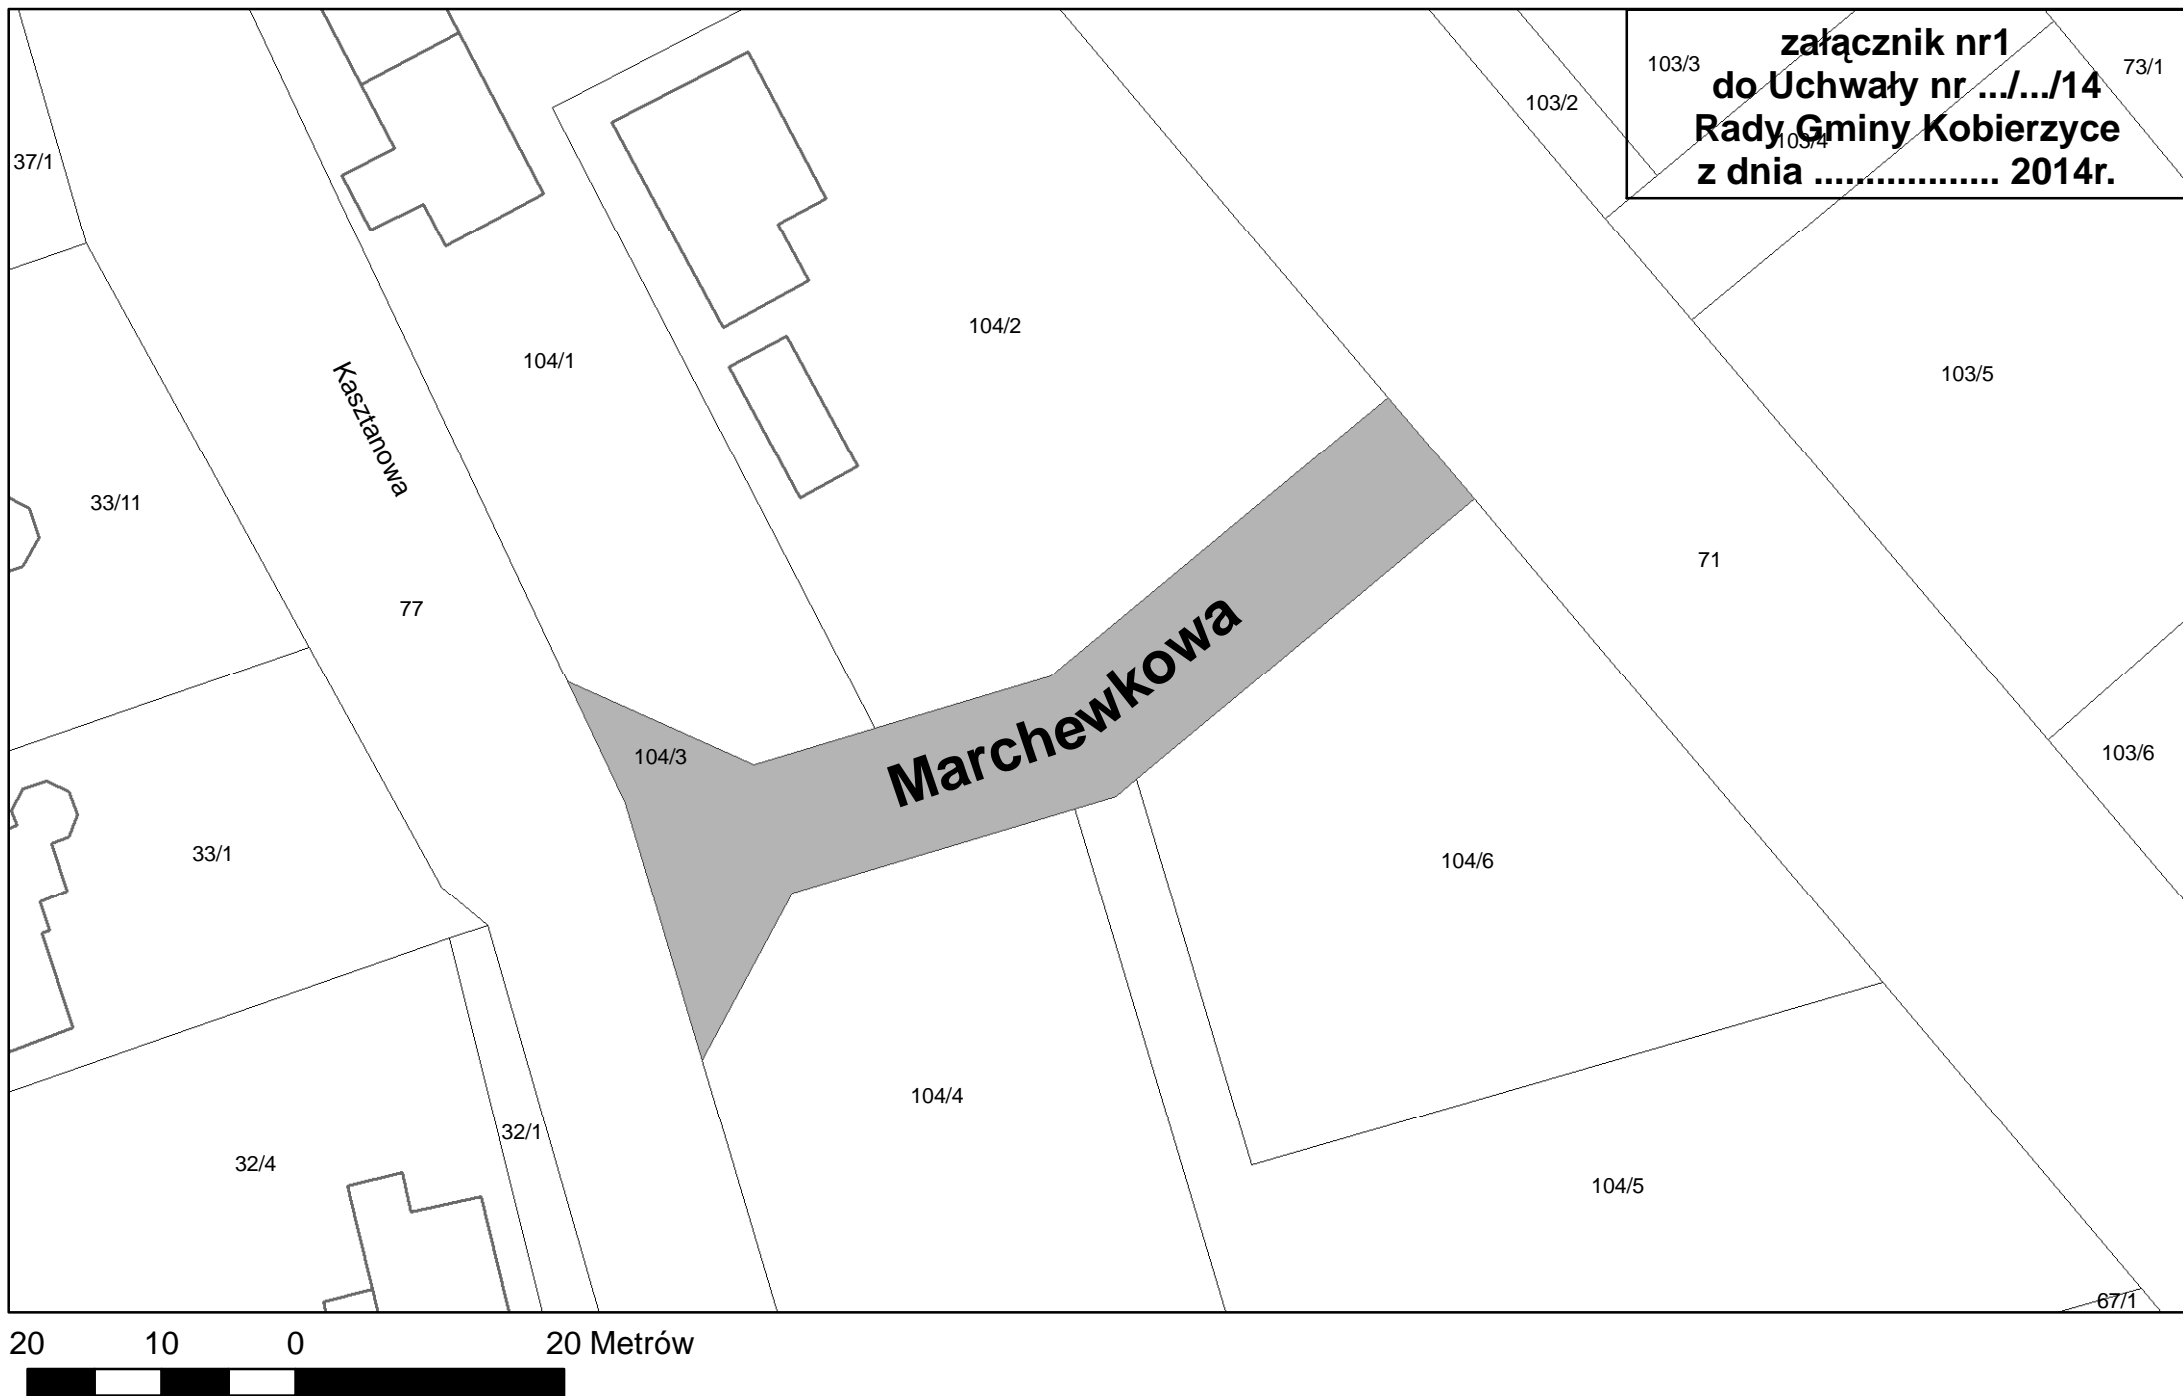 załącznik nr1
do Uchwały nr .../.../14
Rady Gminy Kobierzyce
z dnia .................. 2014r.
103/3
73/1
103/2
103/4
37/1
104/2
104/1
103/5
Kasztanowa
33/11
71
77
Marchewkowa
104/3
103/6
33/1
104/6
104/4
32/1
32/4
104/5
67/1
20 10 0 20 Metrów